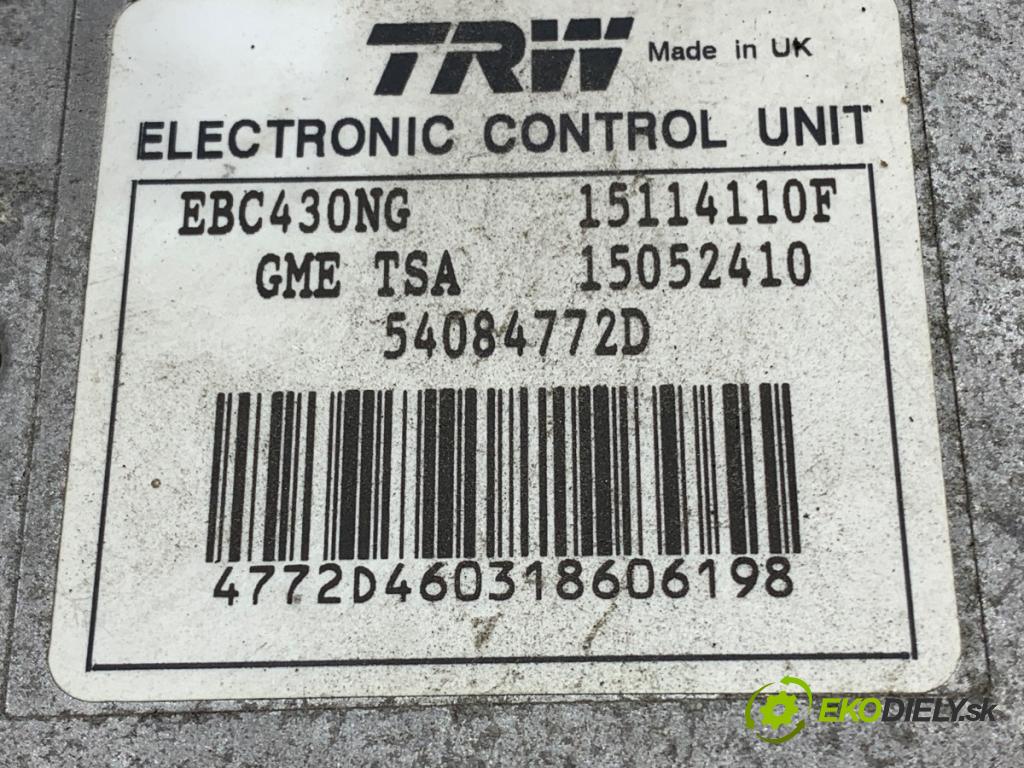 TRW Made in UK
ELECTRONIC CONTROL UNIT
EBC430NG 15114110F
GME TSA 15052410
54084772D
4772D460318606198
EKODIELY.sk